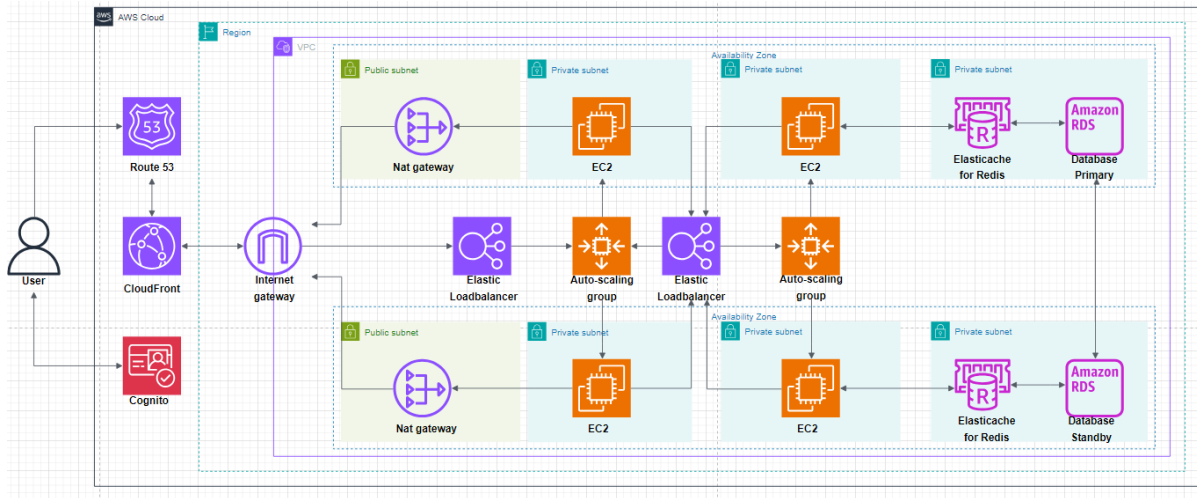 aws
AWS Cloud
Region
VPC
Availability Zone
Public subnet
Private subnet
Private subnet
Private subnet
53
Route 53
Nat gateway
EC2
EC2
R
Elasticache
for Redis
Amazon
RDS
Database
Primary
User
CloudFront
Internet
gateway
Elastic
Loadbalancer
Auto-scaling
group
Elastic
Loadbalancer
Auto-scaling
group
Cognito
Availability Zone
Public subnet
Private subnet
Private subnet
Private subnet
Nat gateway
EC2
EC2
R
Elasticache
for Redis
Amazon
RDS
Database
Standby